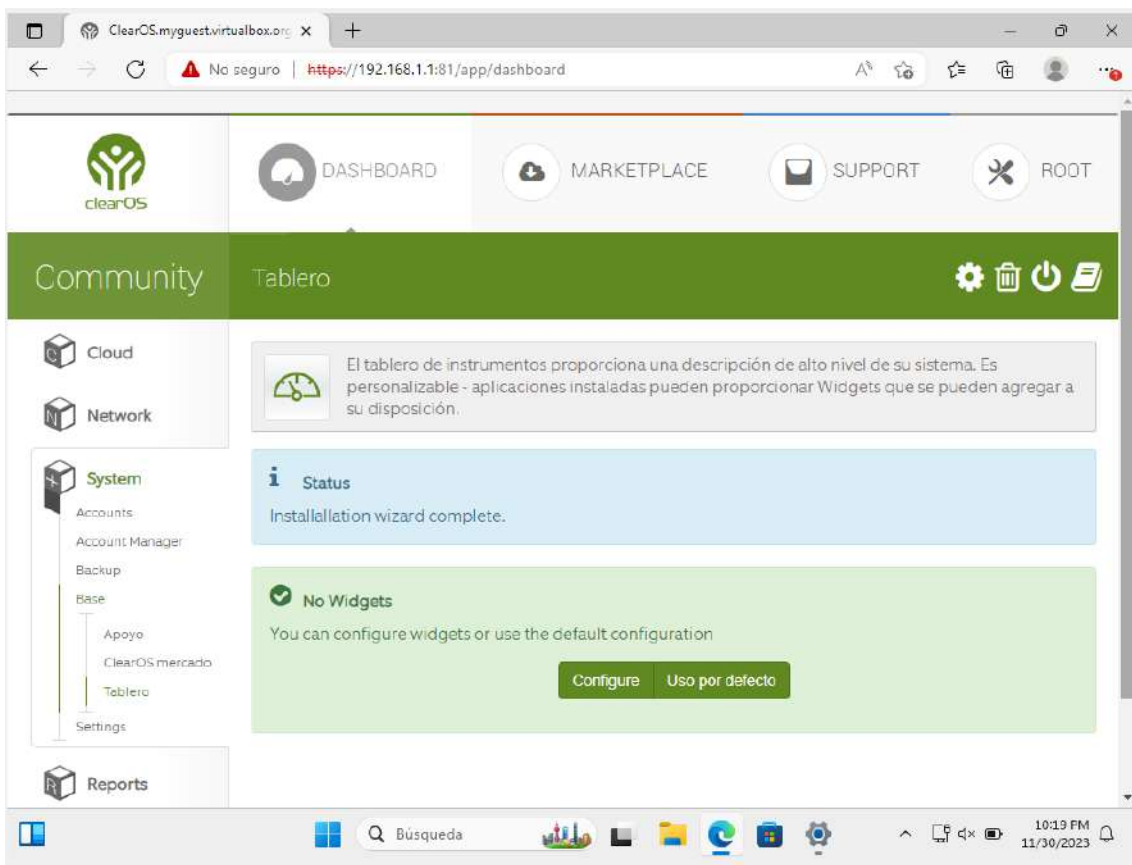 ClearOS.myguest.virtualbox.org
No seguro
https://192.168.1.1:81/app/dashboard
clearOS
DASHBOARD
MARKETPLACE
SUPPORT
ROOT
Community
Tablero
Cloud
Network
System
Accounts
Account Manager
Backup
Base
Apoyo
ClearOS mercado
Tablero
Settings
Reports
El tablero de instrumentos proporciona una descripción de alto nivel de su sistema. Es
personalizable - aplicaciones instaladas pueden proporcionar Widgets que se pueden agregar a
su disposición.
Status
Installallation wizard complete.
No Widgets
You can configure widgets or use the default configuration
Configure
Uso por defecto
Búsqueda
10:19 PM
11/30/2023